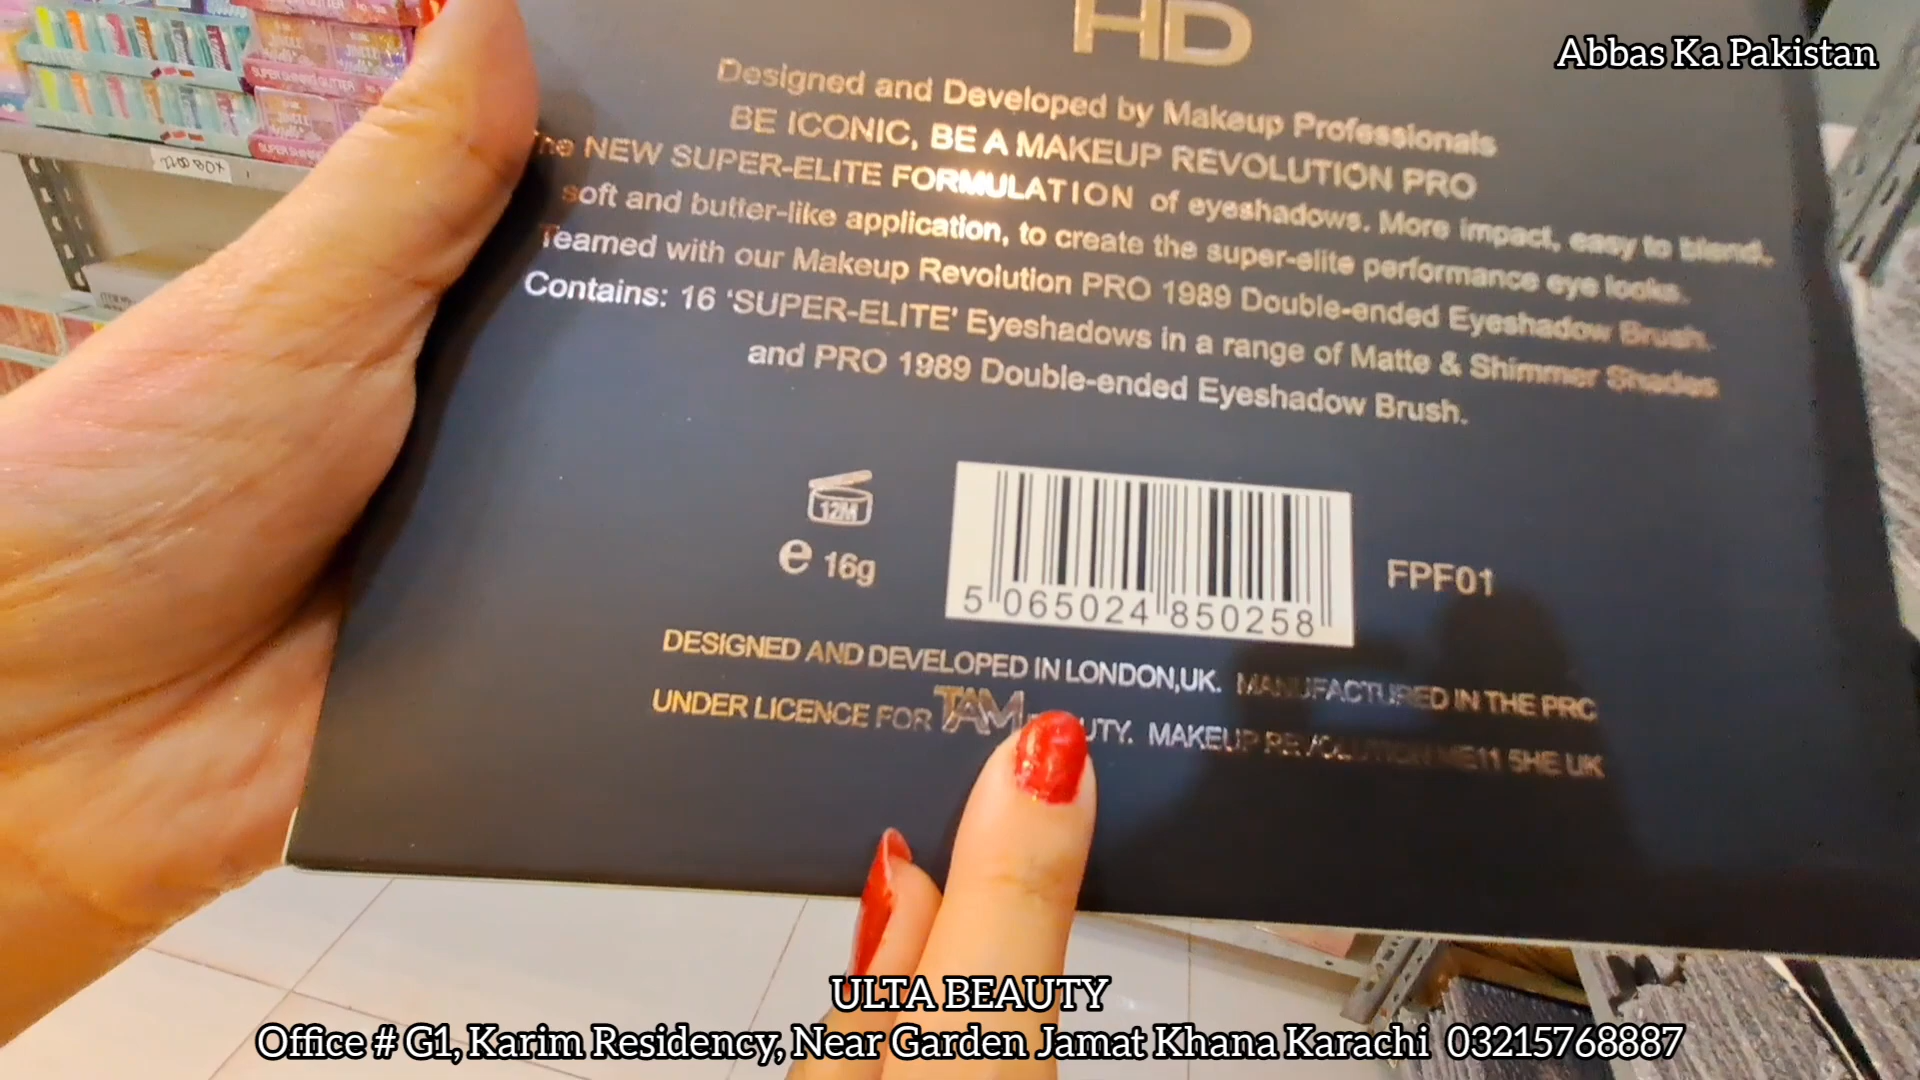 HD
Abbas Ka Pakistan
Designed and Developed by Makeup Professionals
BE ICONIC, BE A MAKEUP REVOLUTION PRO
NEW SUPER-ELITE FORMULATION of eyeshadows. More impact, easy to blend,
soft and butter-like application, to create the super-elite performance eye looks.
Teamed with our Makeup Revolution PRO 1989 Double-ended Eyeshadow Brush.
Contains: 16 'SUPER-ELITE' Eyeshadows in a range of Matte & Shimmer Shades
and PRO 1989 Double-ended Eyeshadow Brush.
12M
e 16g
5 065024 850258
FPF01
DESIGNED AND DEVELOPED IN LONDON,UK. MANUFACTURED IN THE PRC
UNDER LICENCE FOR TAM UTY. MAKEUP REVOLUTION ME11 5HE UK
ULTA BEAUTY
Office # G1, Karim Residency, Near Garden Jamat Khana Karachi 03215768887